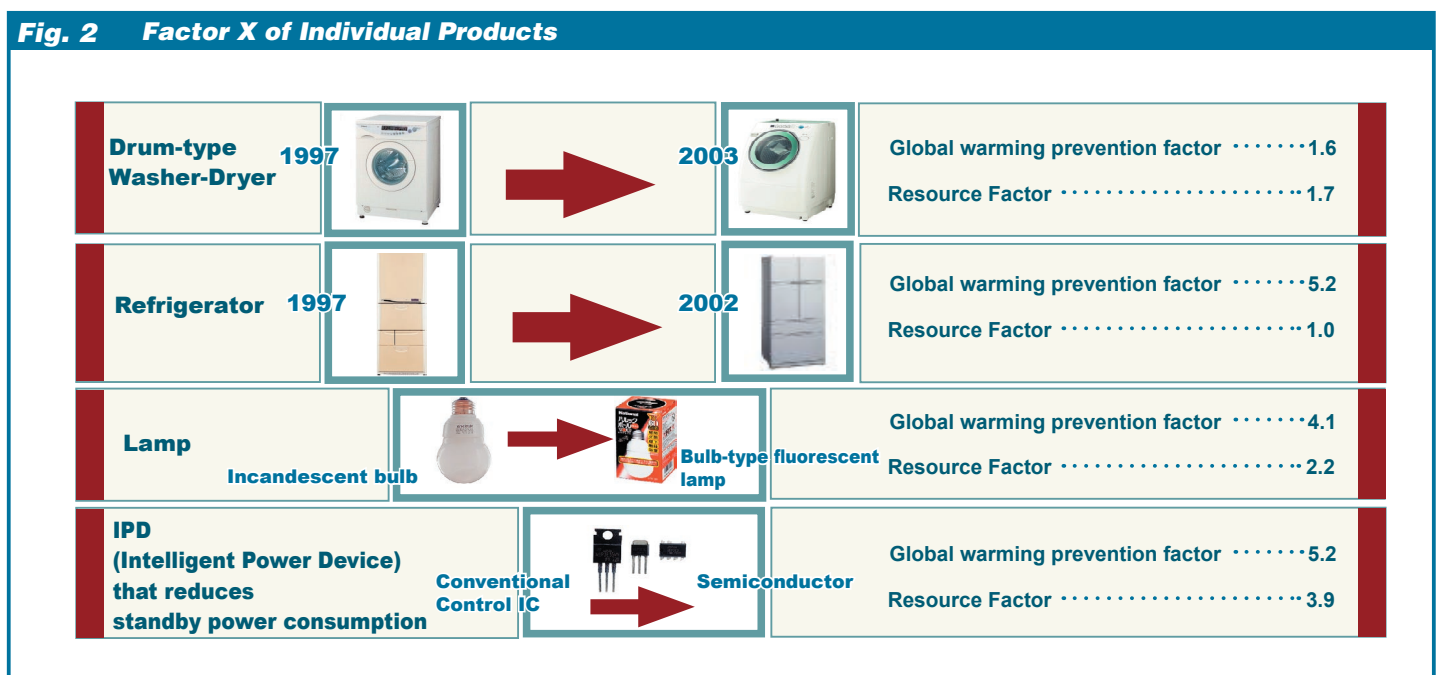 Fig. 2 Factor X of Individual Products
Drum-type
Washer-Dryer
1997
2003
Global warming prevention factor ·······1.6
Resource Factor ······················1.7
Refrigerator
1997
2002
Global warming prevention factor ·······5.2
Resource Factor ······················1.0
Lamp
Incandescent bulb
National
Bulb-type fluorescent
lamp
Global warming prevention factor ·······4.1
Resource Factor ······················2.2
IPD
(Intelligent Power Device)
that reduces
standby power consumption
Conventional
Control IC
Semiconductor
Global warming prevention factor ·······5.2
Resource Factor ······················3.9